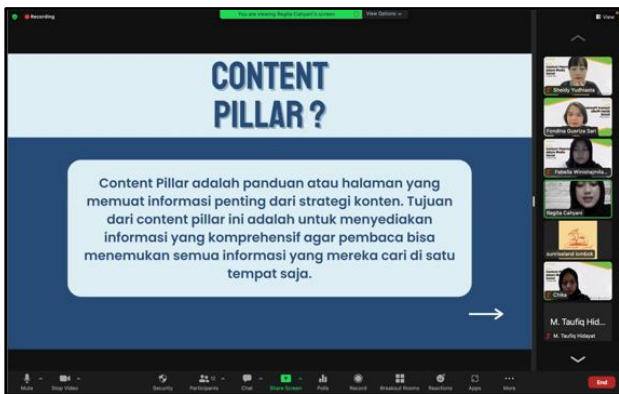 Recording
You are viewing Regita Cahyani's screen
View Options
View
CONTENT
PILLAR ?
Content Pillar adalah panduan atau halaman yang
memuat informasi penting dari strategi konten. Tujuan
dari content pillar ini adalah untuk menyediakan
informasi yang komprehensif agar pembaca bisa
menemukan semua informasi yang mereka cari di satu
tempat saja.
Sheidy Yudhiasta
Fondina Gusriza Sari
Regita Cahyani
sunriseland lombok
Chika
M. Taufiq Hid...
M. Taufiq Hidayat
Mute
Stop Video
Security
Participants
12
Chat
Share Screen
Polls
Record
Breakout Rooms
Reactions
Apps
More
End